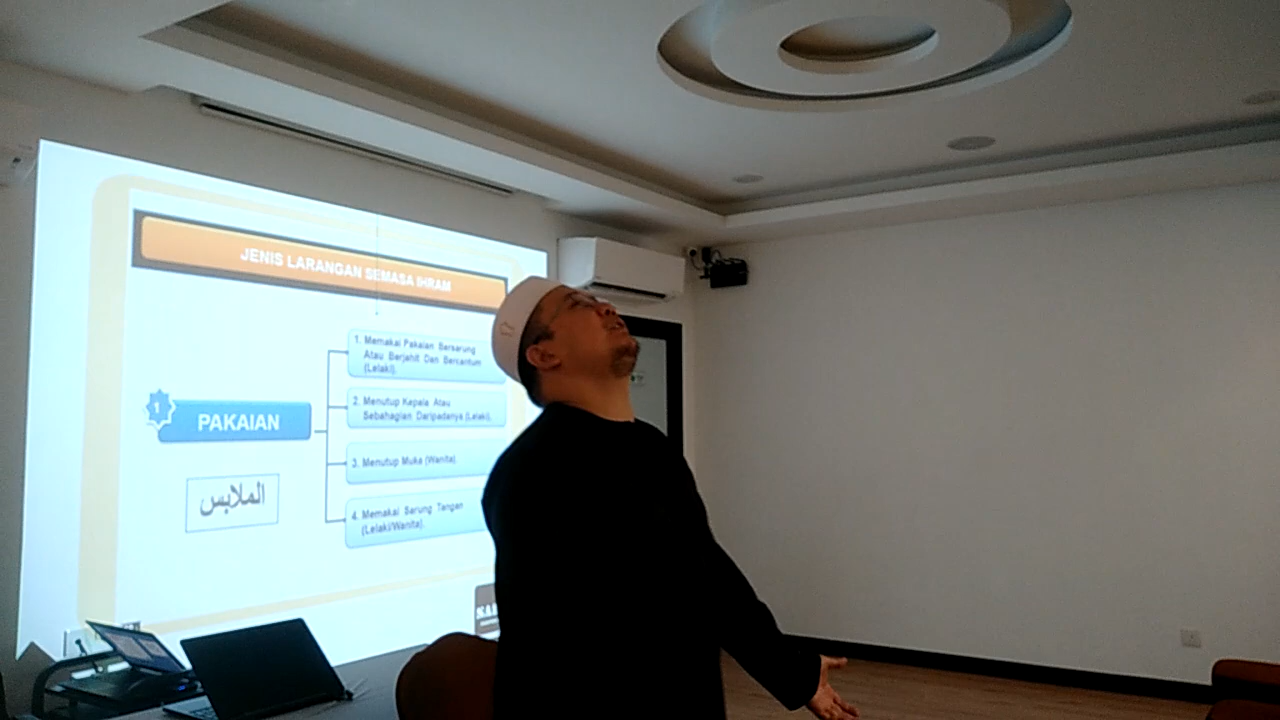 JENIS LARANGAN SEMASA IHRAM
1
PAKAIAN
الملابس
1. Memakai Pakaian Bersarung
Atau Berjahit Dan Bercantum
(Lelaki).
2. Menutup Kepala Atau
Sebahagian Daripadanya (Lelaki).
3. Menutup Muka (Wanita).
4. Memakai Sarung Tangan
(Lelaki/Wanita).